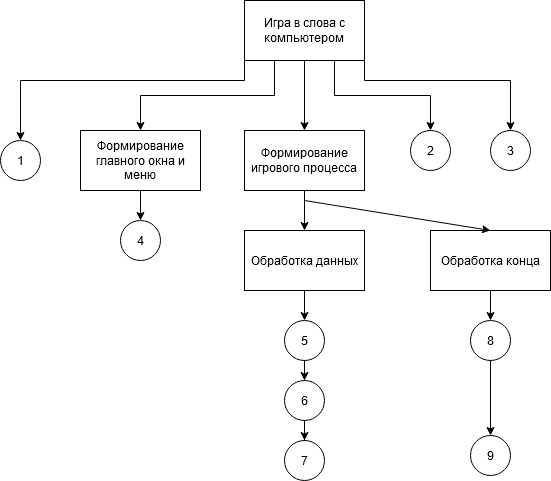 Игра в слова с
компьютером
1
Формирование
главного окна и
меню
Формирование
игрового процесса
2
3
4
Обработка данных
Обработка конца
5
8
6
7
9